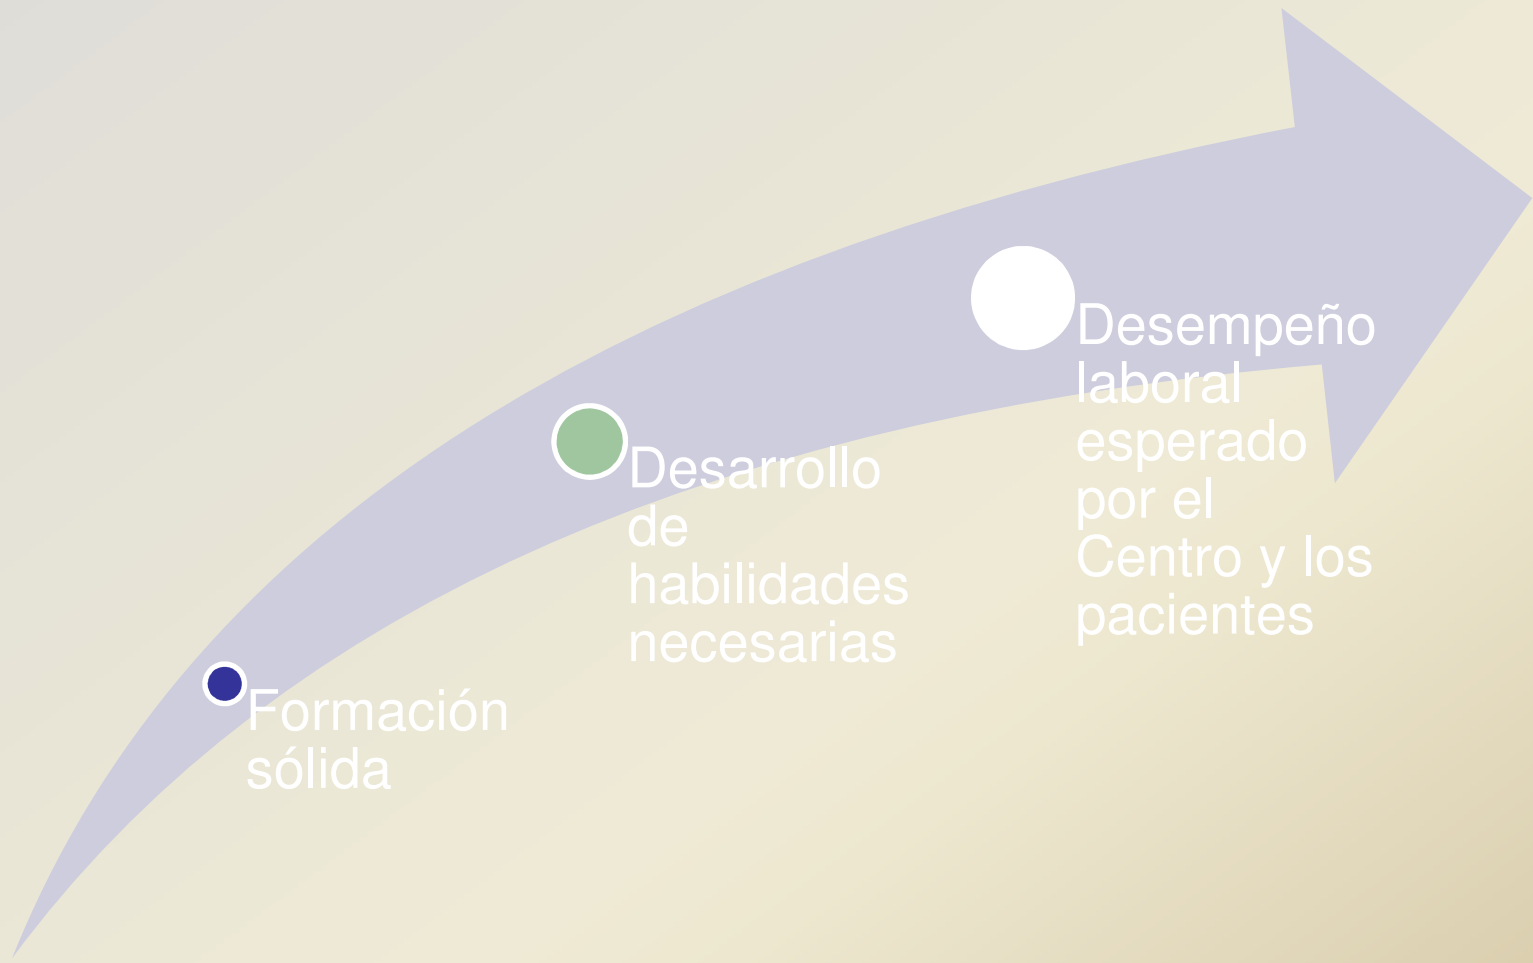 Formación
sólida
Desarrollo
de
habilidades
necesarias
Desempeño
laboral
esperado
por el
Centro y los
pacientes